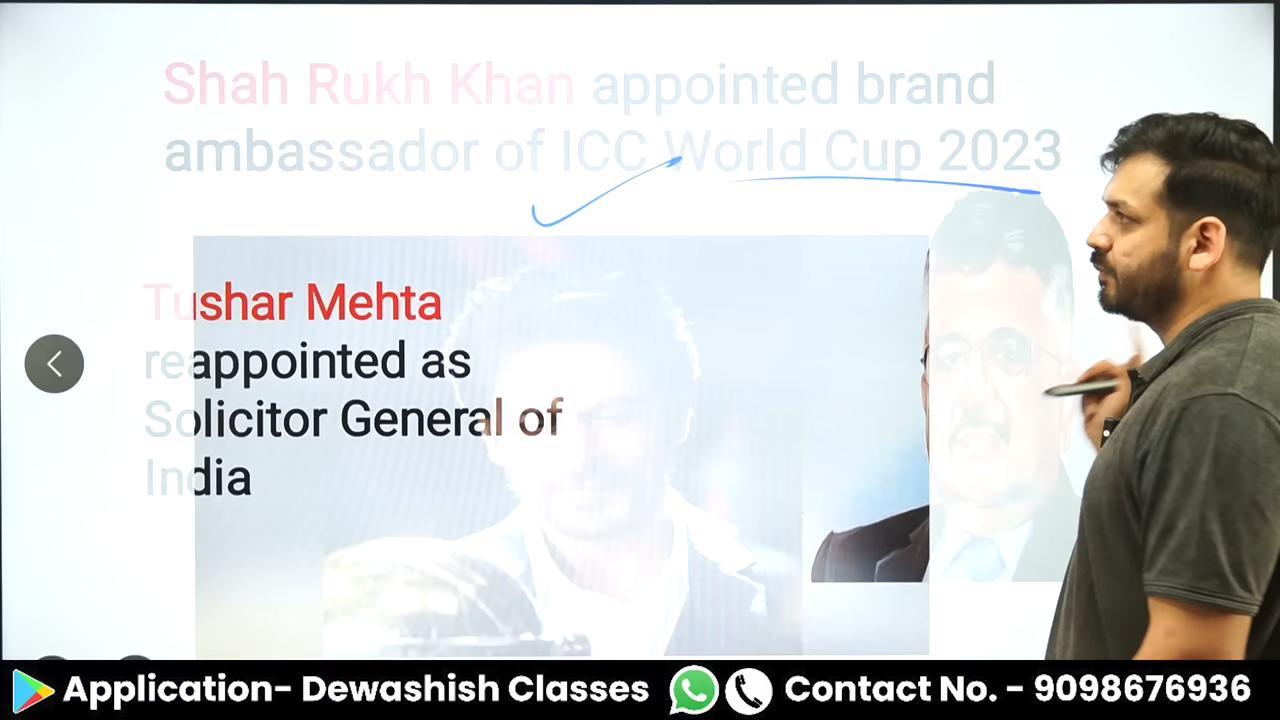 Shah Rukh Khan appointed brand
ambassador of ICC World Cup 2023
Tushar Mehta
reappointed as
Solicitor General of
India
Application- Dewashish Classes
Contact No. - 9098676936